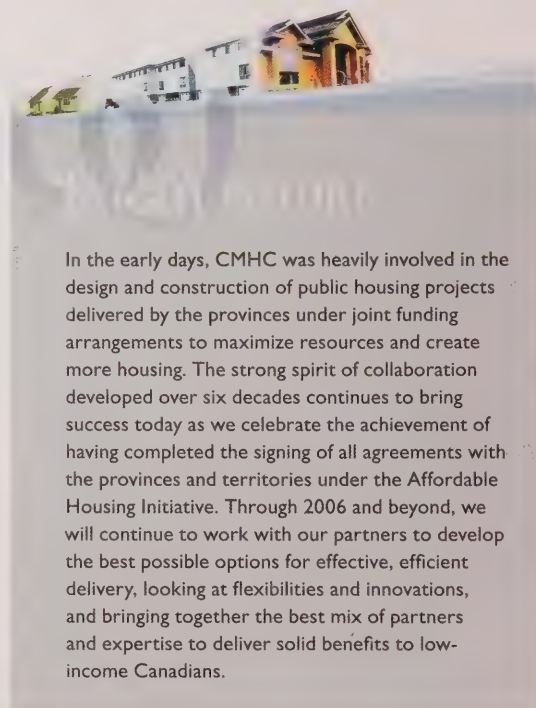 In the early days, CMHC was heavily involved in the
design and construction of public housing projects
delivered by the provinces under joint funding
arrangements to maximize resources and create
more housing. The strong spirit of collaboration
developed over six decades continues to bring
success today as we celebrate the achievement of
having completed the signing of all agreements with
the provinces and territories under the Affordable
Housing Initiative. Through 2006 and beyond, we
will continue to work with our partners to develop
the best possible options for effective, efficient
delivery, looking at flexibilities and innovations,
and bringing together the best mix of partners
and expertise to deliver solid benefits to low-
income Canadians.